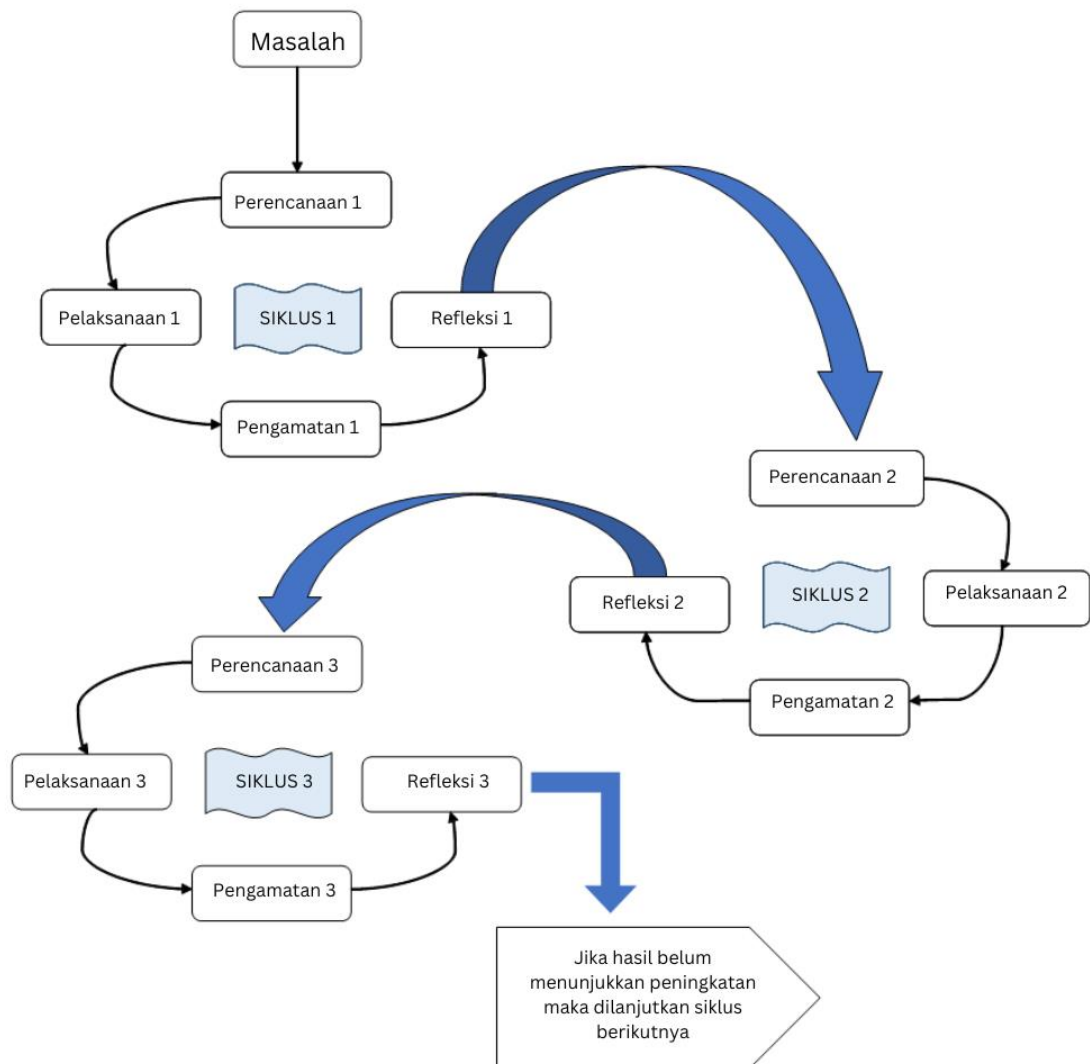 Masalah
Perencanaan 1
Pelaksanaan 1
SIKLUS 1
Refleksi 1
Pengamatan 1
Perencanaan 2
Pelaksanaan 2
SIKLUS 2
Refleksi 2
Pengamatan 2
Perencanaan 3
Pelaksanaan 3
SIKLUS 3
Refleksi 3
Pengamatan 3
Jika hasil belum
menunjukkan peningkatan
maka dilanjutkan siklus
berikutnya